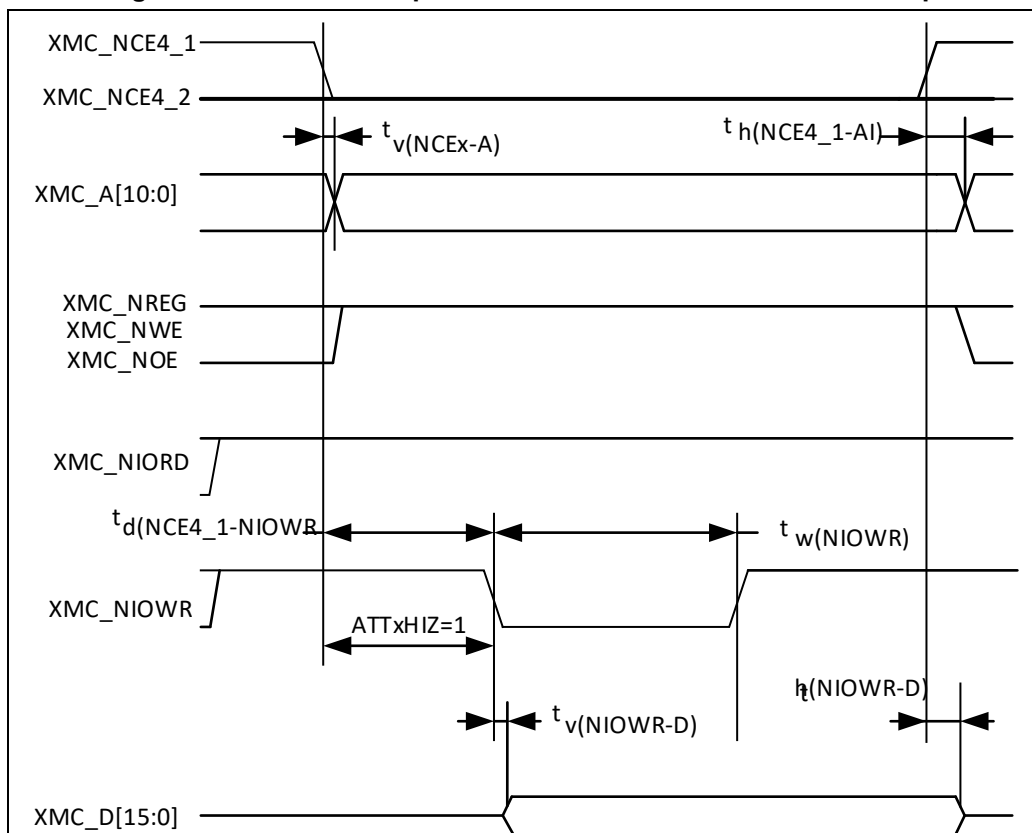 XMC_NCE4_1
XMC_NCE4_2
t v(NCEx-A)
t h(NCE4_1-AI)
XMC_A[10:0]
XMC_NREG
XMC_NWE
XMC_NOE
XMC_NIORD
t d(NCE4_1-NIOWR
t w(NIOWR)
XMC_NIOWR
ATTxHIZ=1
t h(NIOWR-D)
t v(NIOWR-D)
XMC_D[15:0]